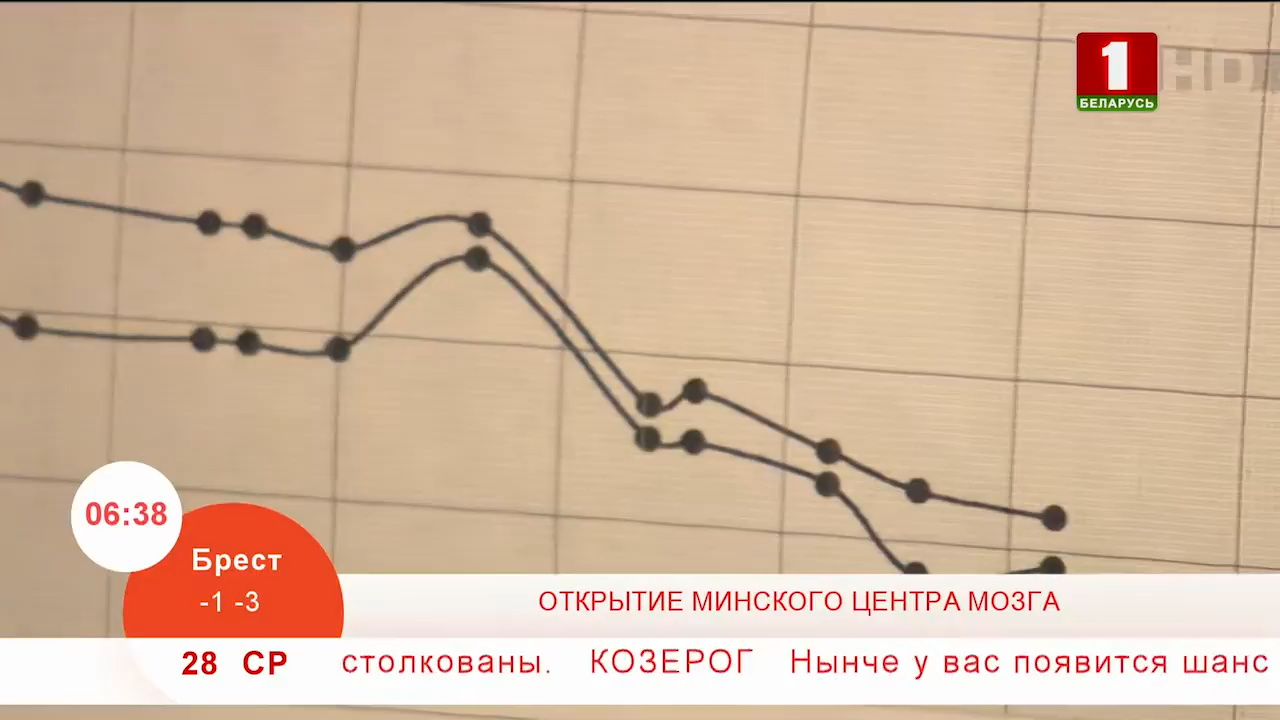 1
HD
БЕЛАРУСЬ
06:38
Брест
-1 -3
ОТКРЫТИЕ МИНСКОГО ЦЕНТРА МОЗГА
28 СР столкованы. КОЗЕРОГ Нынче у вас появится шанс